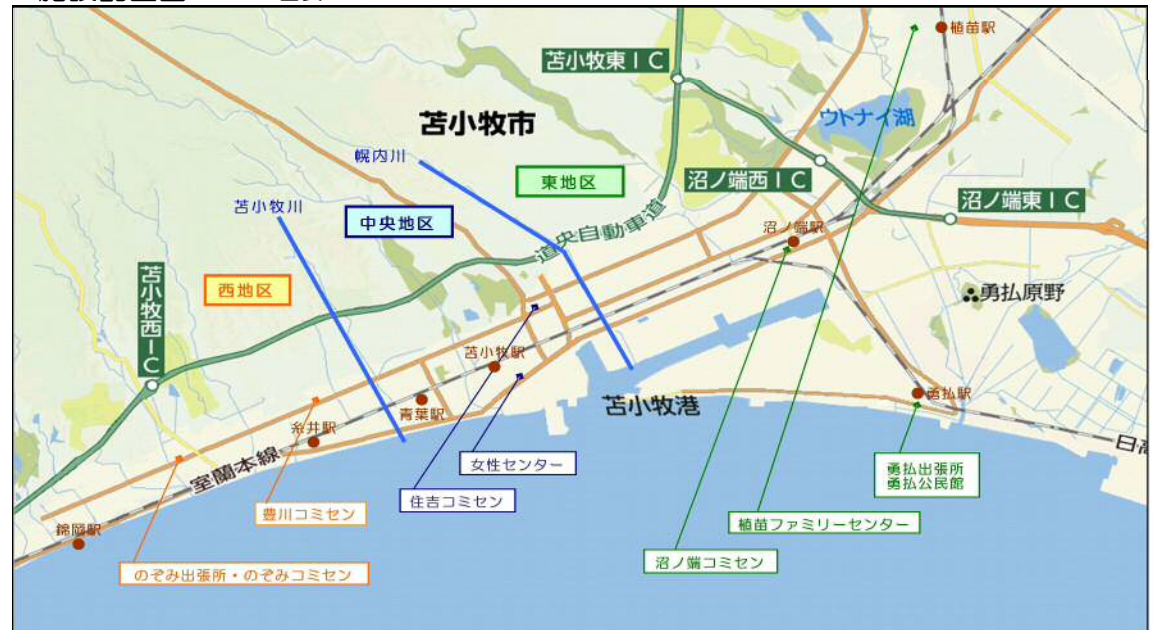 植苗駅
苫小牧東IC
ウトナイ湖
苫小牧市
幌内川
東地区
沼ノ端西IC
苫小牧川
中央地区
沼ノ端東IC
沼ノ端駅
道央自動車道
苫小牧西IC
西地区
勇払原野
苫小牧駅
苫小牧港
勇払駅
青葉駅
糸井駅
日高
室蘭本線
女性センター
勇払出張所
勇払公民館
住吉コミセン
豊川コミセン
植苗ファミリーセンター
錦岡駅
沼ノ端コミセン
のぞみ出張所・のぞみコミセン